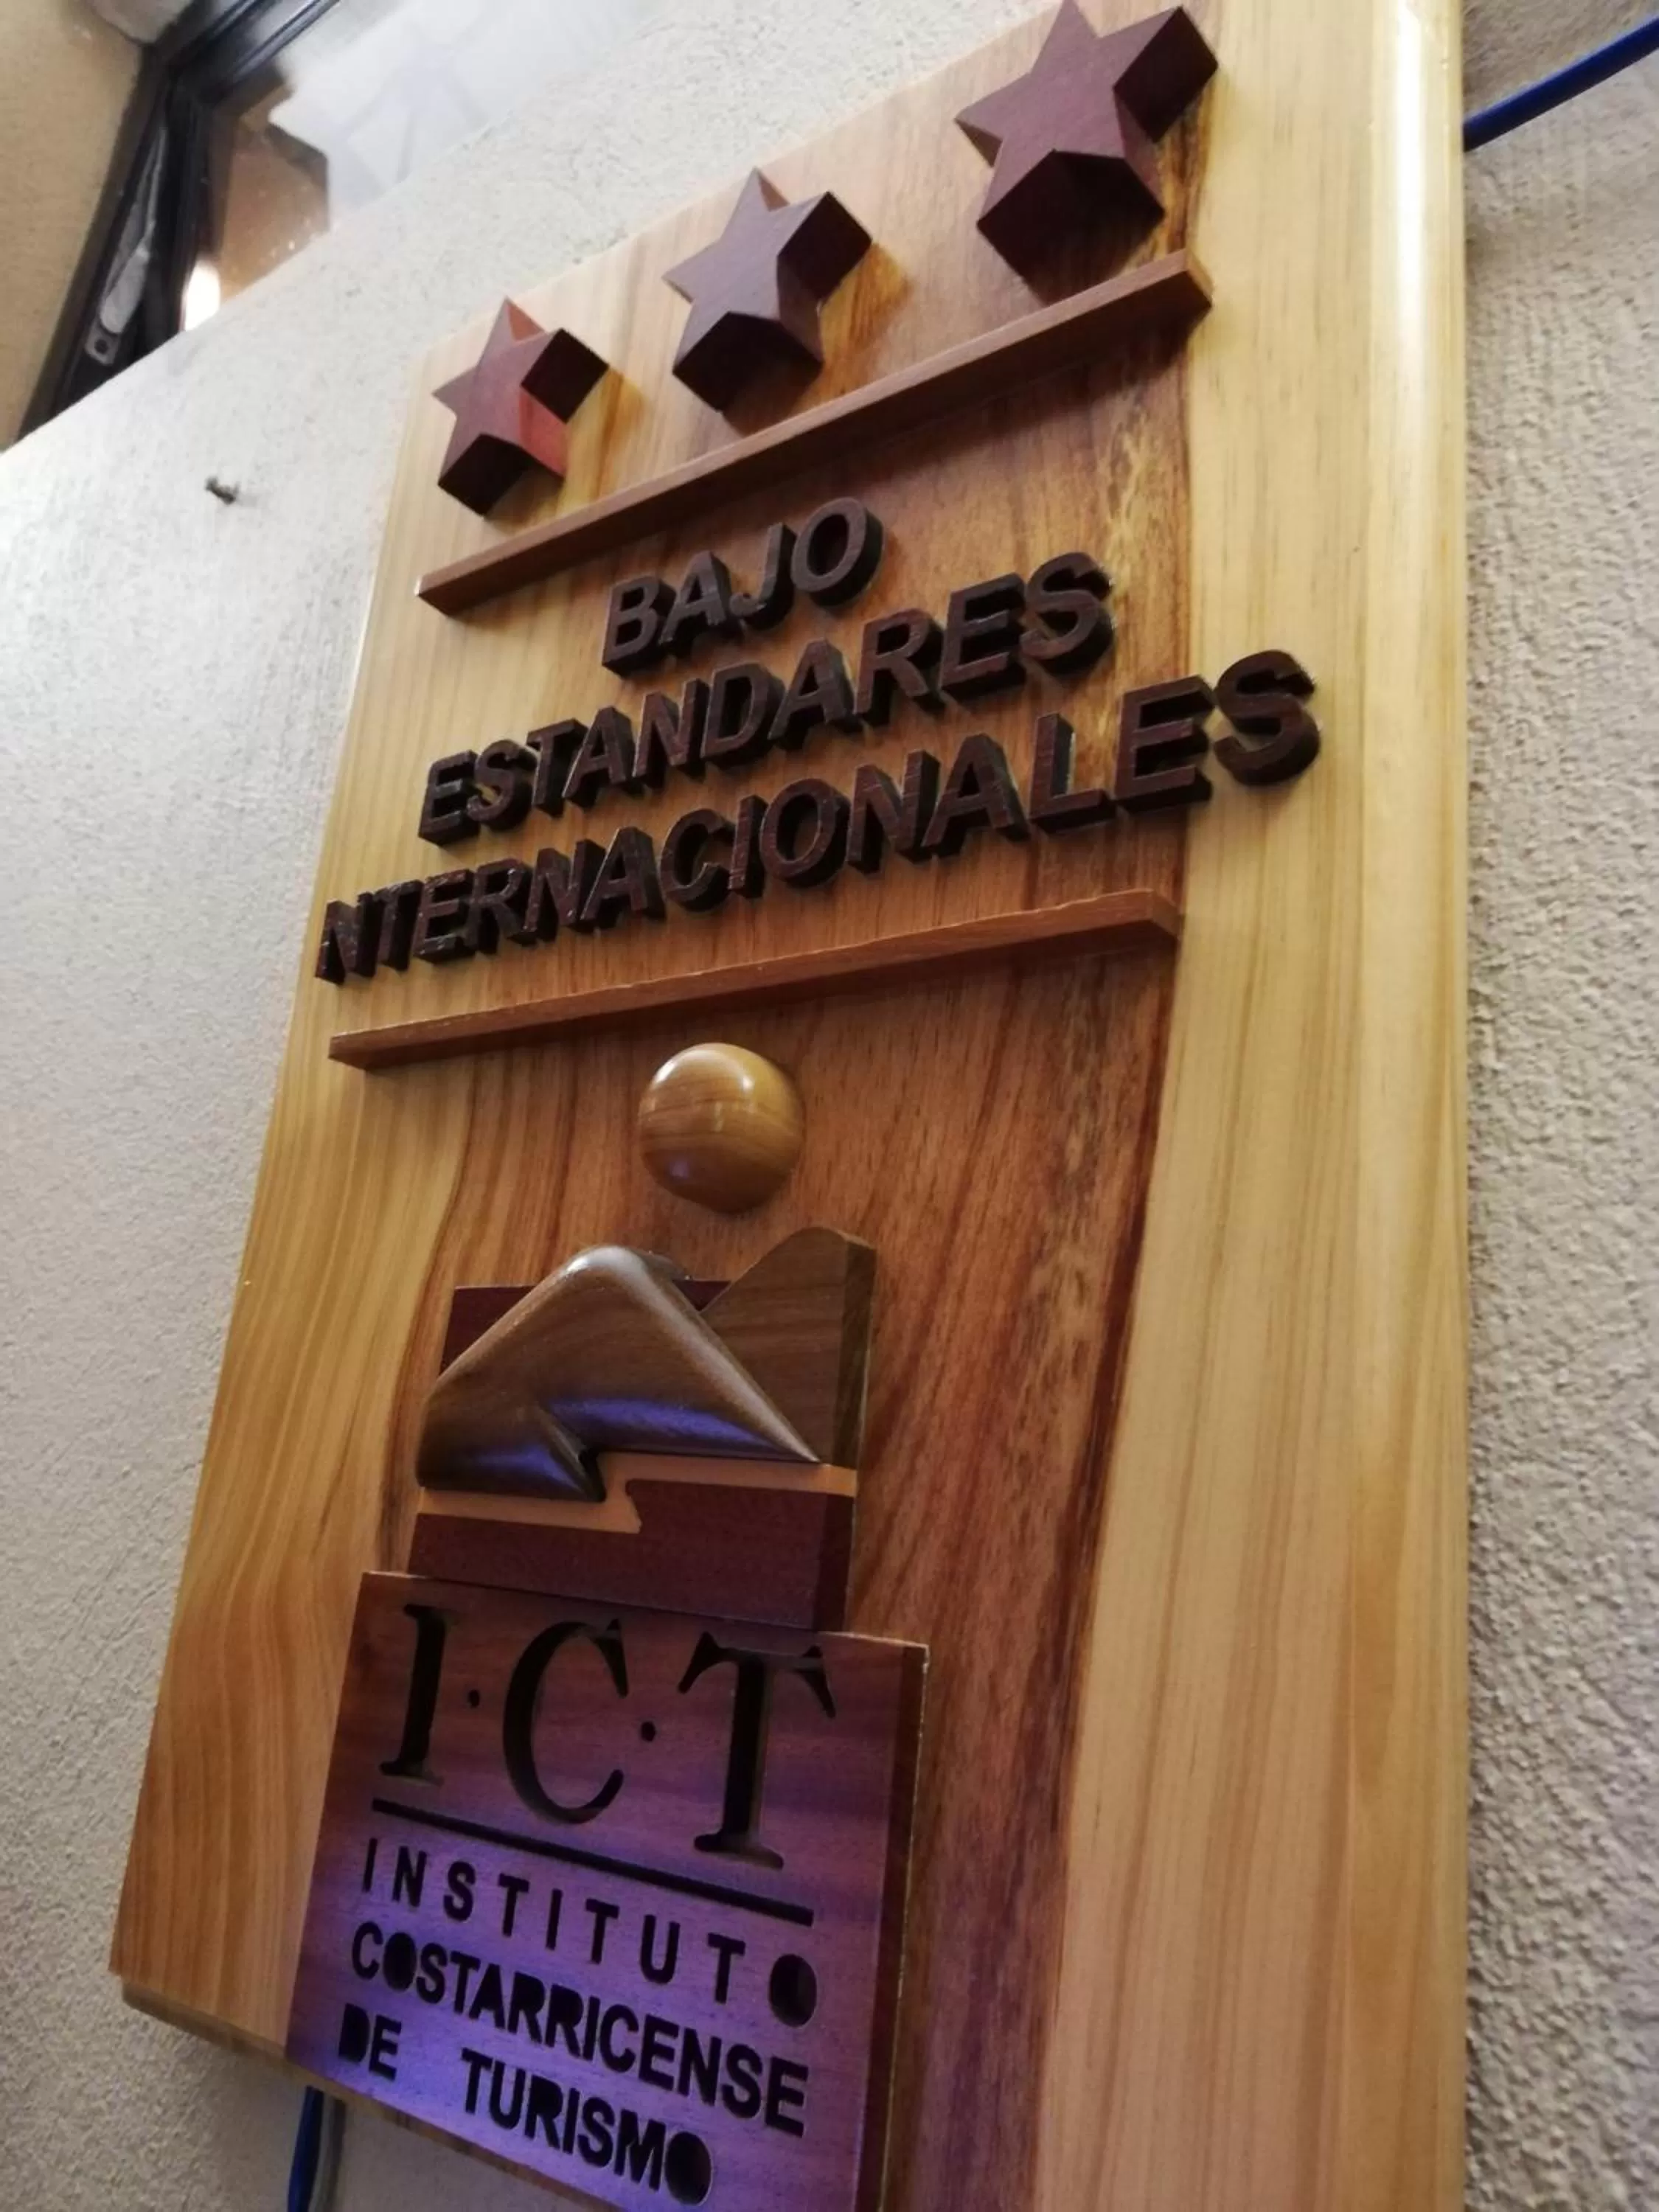 BAJO
ESTANDARES
NTERNACIONALES
I·C·T
INSTITUTO
COSTARRICENSE
DE TURISMO